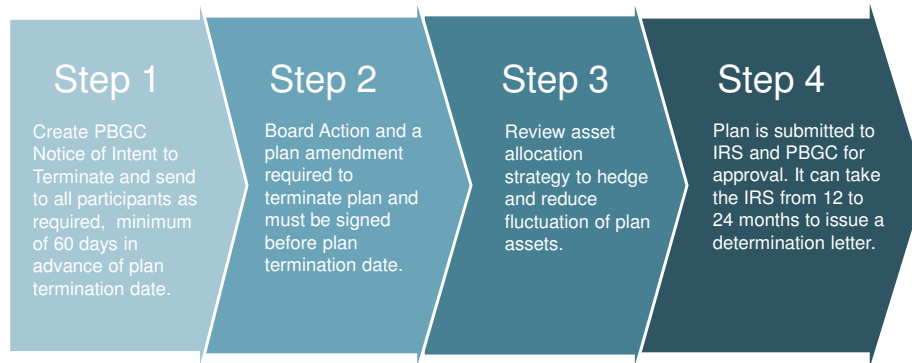 Step 1
Create PBGC
Notice of Intent to
Terminate and send
to all participants as
required, minimum
of 60 days in
advance of plan
termination date.
Step 2
Board Action and a
plan amendment
required to
terminate plan and
must be signed
before plan
termination date.
Step 3
Review asset
allocation
strategy to hedge
and reduce
fluctuation of plan
assets.
Step 4
Plan is submitted to
IRS and PBGC for
approval. It can take
the IRS from 12 to
24 months to issue a
determination letter.